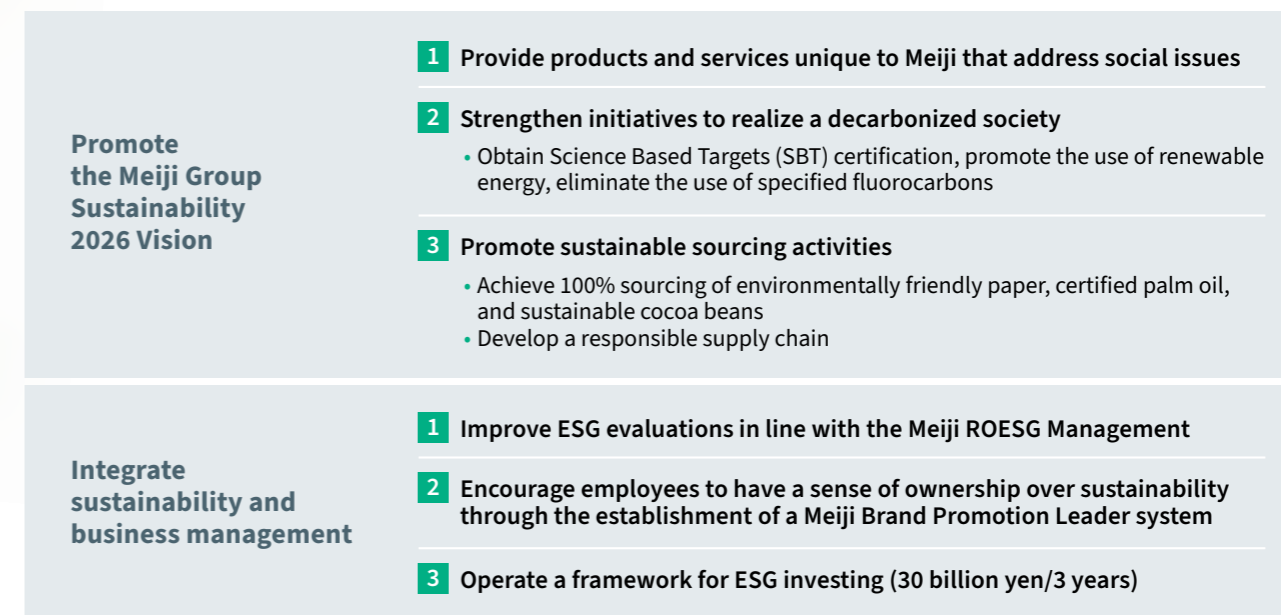 Promote
the Meiji Group
Sustainability
2026 Vision
1 Provide products and services unique to Meiji that address social issues
2 Strengthen initiatives to realize a decarbonized society
• Obtain Science Based Targets (SBT) certification, promote the use of renewable
energy, eliminate the use of specified fluorocarbons
3 Promote sustainable sourcing activities
• Achieve 100% sourcing of environmentally friendly paper, certified palm oil,
and sustainable cocoa beans
• Develop a responsible supply chain
Integrate
sustainability and
business management
1 Improve ESG evaluations in line with the Meiji ROESG Management
2 Encourage employees to have a sense of ownership over sustainability
through the establishment of a Meiji Brand Promotion Leader system
3 Operate a framework for ESG investing (30 billion yen/3 years)